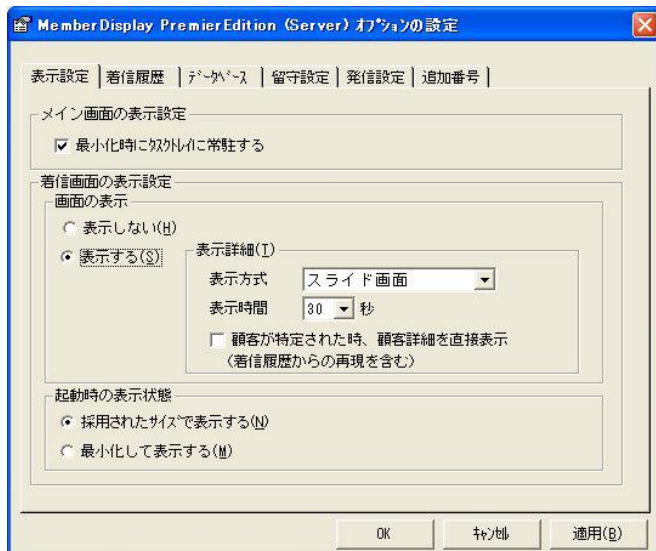 MemberDisplay PremierEdition (Server) ｵﾌﾟｼｮﾝの設定
表示設定 着信履歴 ﾃﾞｰﾀﾍﾞｰｽ 留守設定 発信設定 追加番号
メイン画面の表示設定
最小化時にﾀｽｸﾄﾚｲに常駐する
着信画面の表示設定
画面の表示
表示しない(H)
表示する(S)
表示詳細(T)
表示方式 スライド画面
表示時間 30 秒
顧客が特定された時、顧客詳細を直接表示
(着信履歴からの再現を含む)
起動時の表示状態
採用されたｻｲｽﾞで表示する(N)
最小化して表示する(M)
OK ｷｬﾝｾﾙ 適用(B)